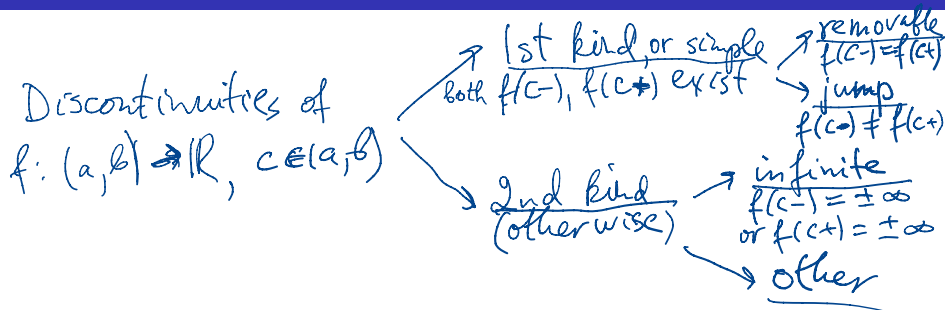 Discontinuities of
f: (a,b) → ℝ, c∈(a,b)
1st kind, or simple
both f(c-), f(c+) exist
removable
f(c-)=f(c+)
jump
f(c-) ≠ f(c+)
2nd kind
(otherwise)
infinite
f(c-) = ±∞
or f(c+) = ±∞
other